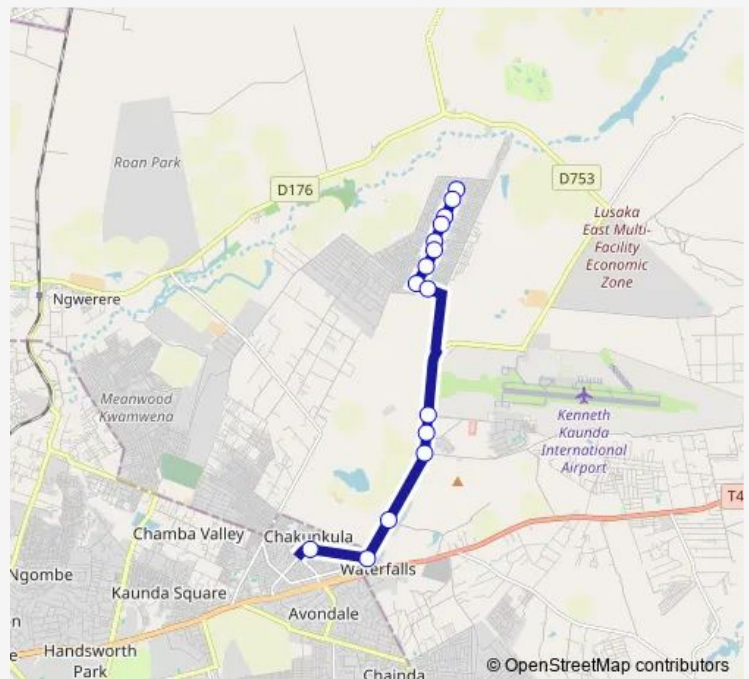 Roan Park
D176
D753
Lusaka
East Multi-
Facility
Economic
Zone
Ngwerere
Meanwood
Kwamwena
Kenneth
Kaunda
International
Airport
T4
Chamba Valley
Chakunkula
Waterfalls
Ngombe
Kaunda Square
Avondale
Handsworth
Park
Chainda
© OpenStreetMap contributors